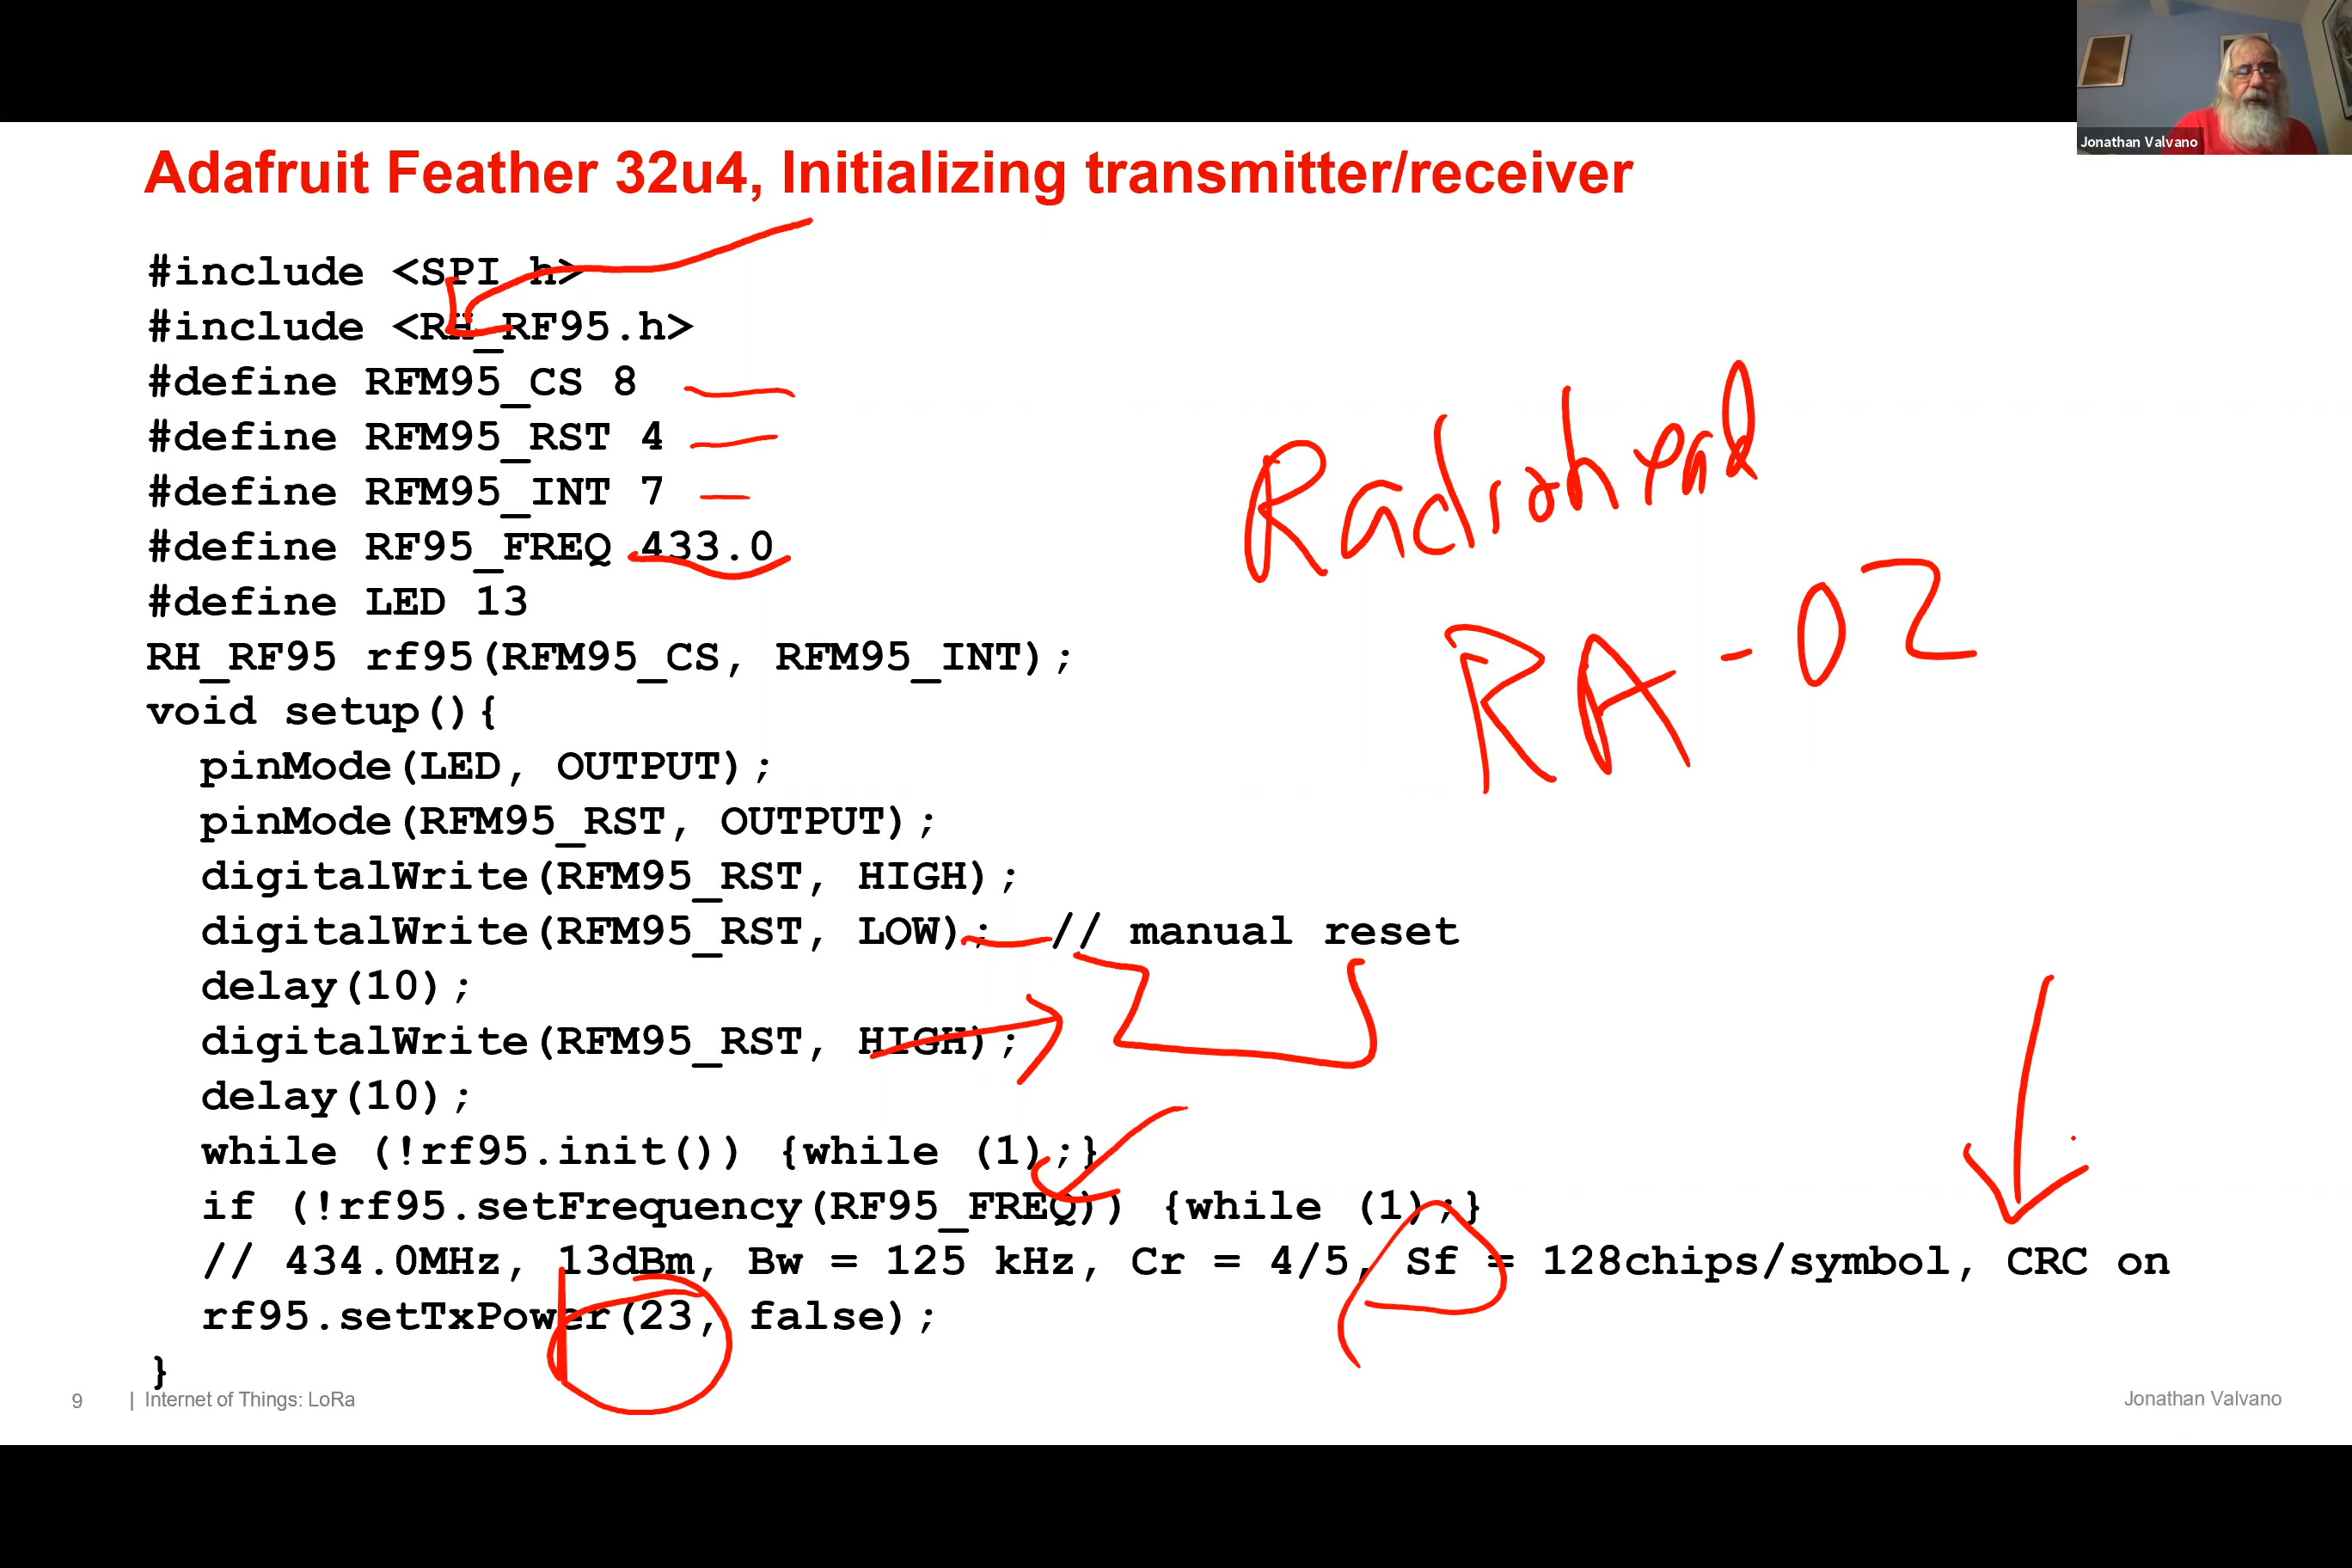 Jonathan Valvano
Adafruit Feather 32u4, Initializing transmitter/receiver
#include <SPI.h>
#include <RH_RF95.h>
#define RFM95_CS 8
#define RFM95_RST 4
#define RFM95_INT 7
#define RF95_FREQ 433.0
#define LED 13
RH_RF95 rf95(RFM95_CS, RFM95_INT);
void setup(){
pinMode(LED, OUTPUT);
pinMode(RFM95_RST, OUTPUT);
digitalWrite(RFM95_RST, HIGH);
digitalWrite(RFM95_RST, LOW); // manual reset
delay(10);
digitalWrite(RFM95_RST, HIGH);
delay(10);
while (!rf95.init()) {while (1);}
if (!rf95.setFrequency(RF95_FREQ)) {while (1);}
// 434.0MHz, 13dBm, Bw = 125 kHz, Cr = 4/5, Sf = 128chips/symbol, CRC on
rf95.setTxPower(23, false);
}
Radiohead
RA-02
9 | Internet of Things: LoRa
Jonathan Valvano